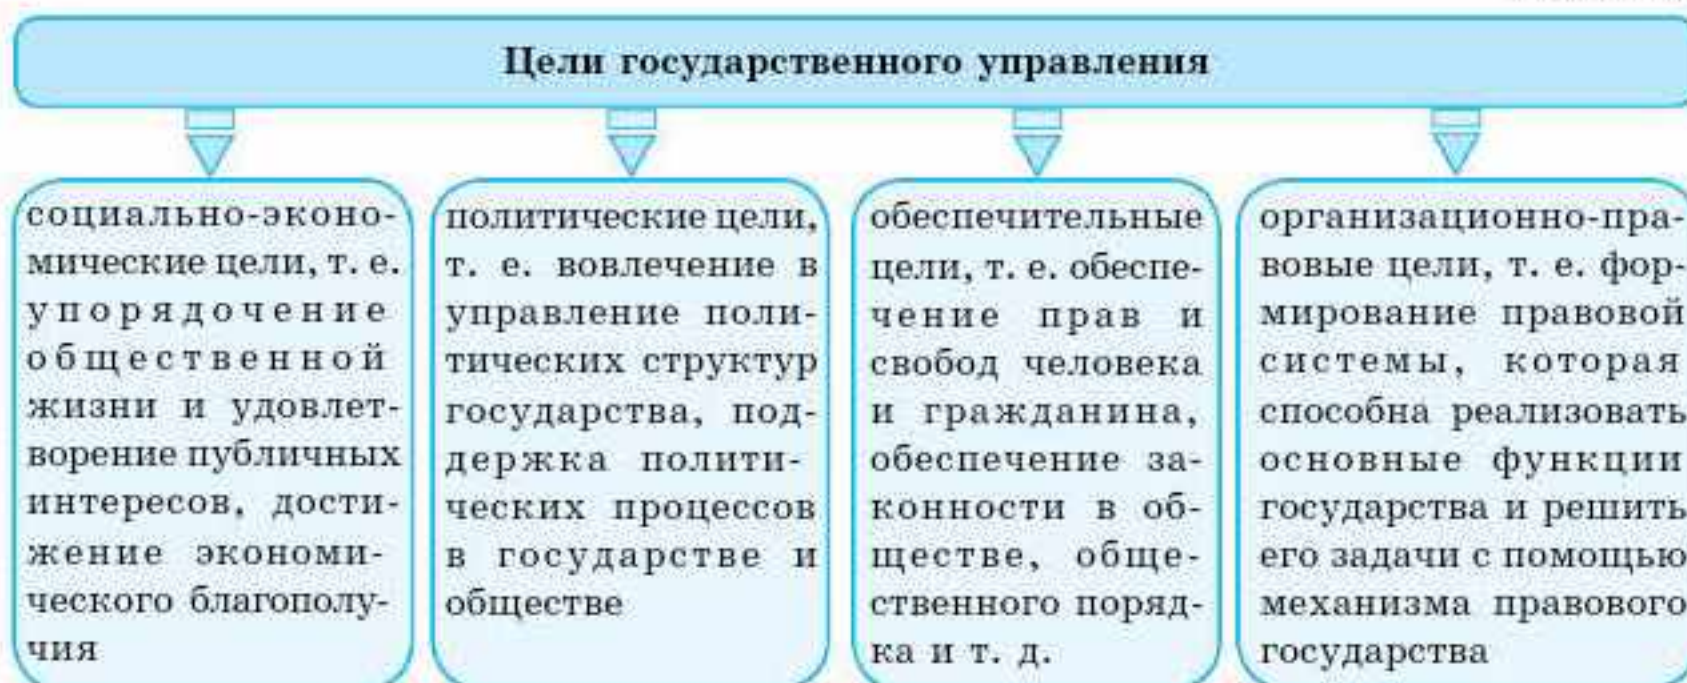 Цели государственного управления
социально-эконо-
мические цели, т. е.
упорядочение
общественной
жизни и удовлет-
ворение публичных
интересов, дости-
жение экономи-
ческого благополу-
чия
политические цели,
т. е. вовлечение в
управление поли-
тических структур
государства, под-
держка полити-
ческих процессов
в государстве и
обществе
обеспечительные
цели, т. е. обеспе-
чение прав и
свобод человека
и гражданина,
обеспечение за-
конности в об-
ществе, обще-
ственного поряд-
ка и т. д.
организационно-пра-
вовые цели, т. е. фор-
мирование правовой
системы, которая
способна реализовать
основные функции
государства и решить
его задачи с помощью
механизма правового
государства